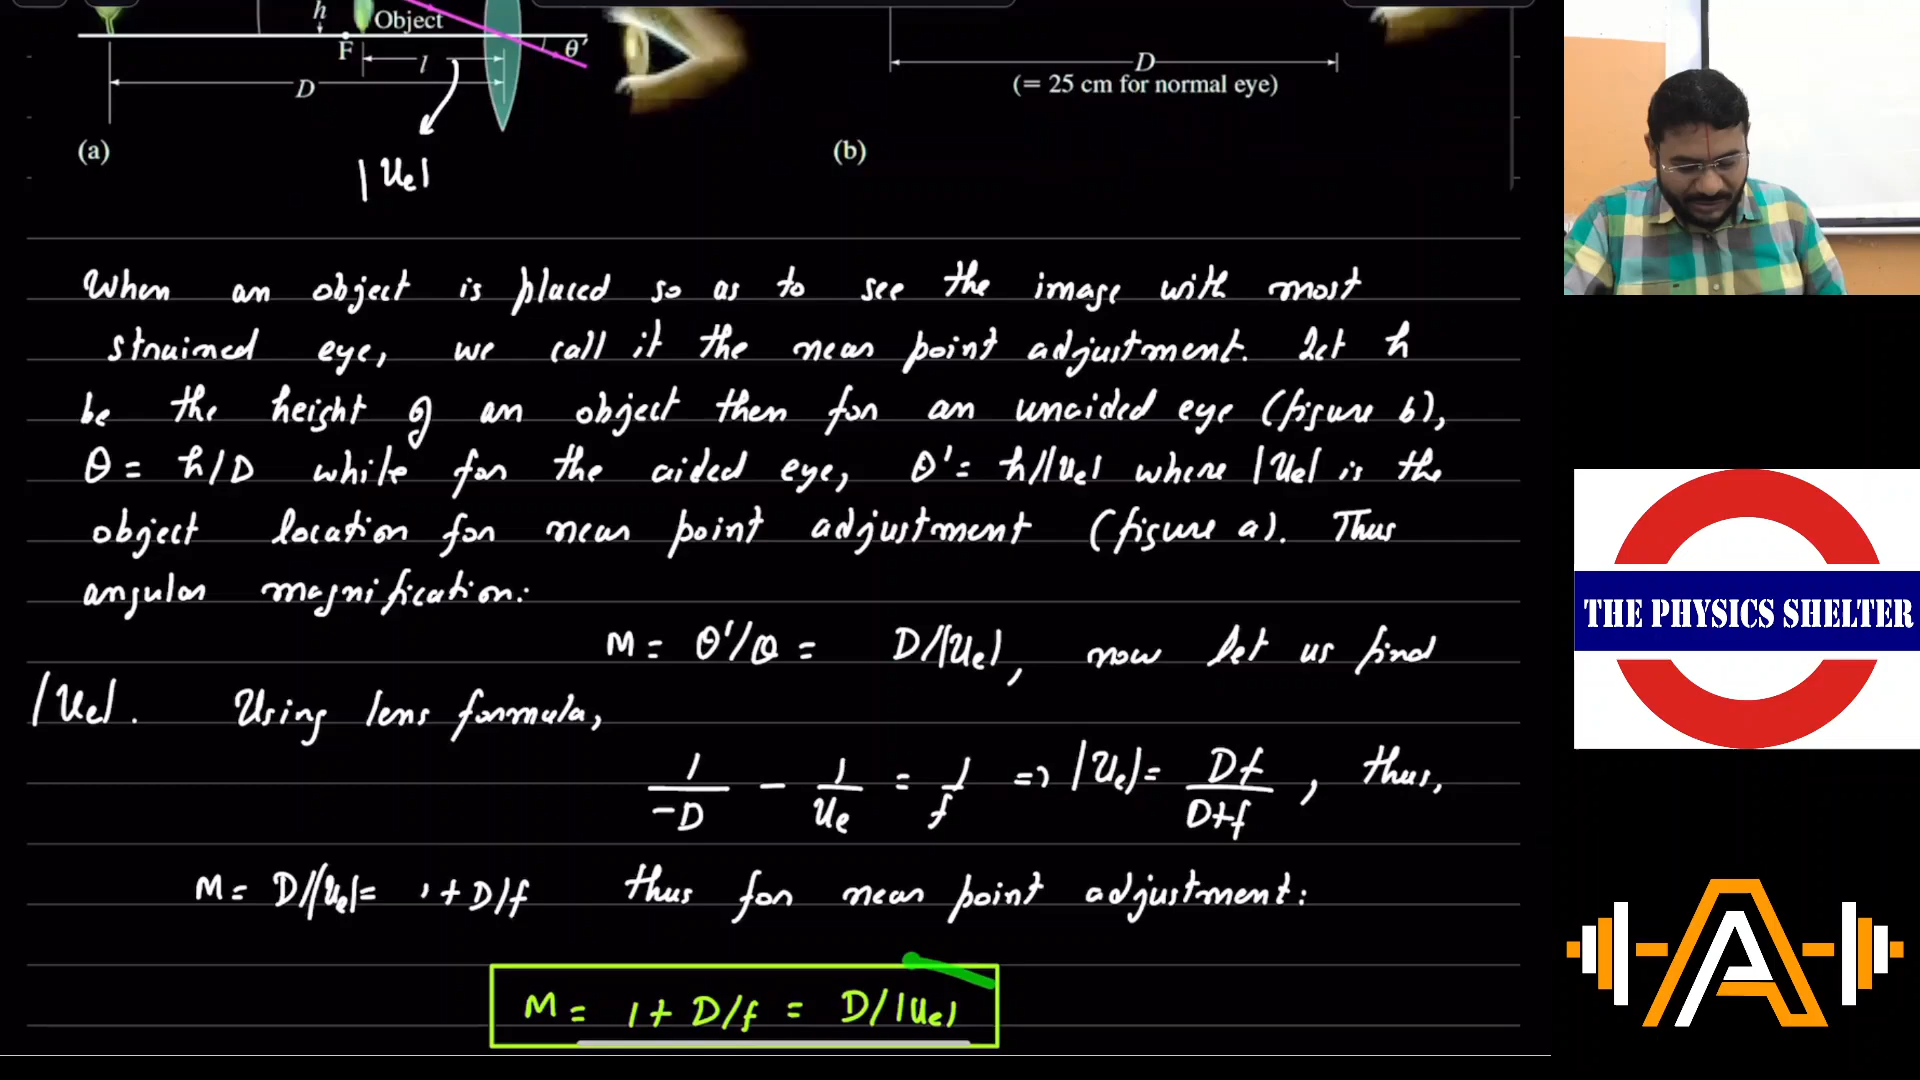 h
Object
F
θ'
l
D
|Ue|
(a)
D
(= 25 cm for normal eye)
(b)
When an object is placed so as to see the image with most
strained eye, we call it the near point adjustment. Let h
be the height of an object then for an unaided eye (figure b),
θ = h/D while for the aided eye, θ' = h/|Ue| where |Ue| is the
object location for near point adjustment (figure a). Thus
angular magnification:
M = θ'/θ = D/|Ue|, now let us find
|Ue|. Using lens formula,
1/-D - 1/Ue = 1/f => |Ue| = Df/D+f, thus,
M = D/|Ue| = 1 + D/f thus for near point adjustment:
M = 1 + D/f = D/|Ue|
THE PHYSICS SHELTER